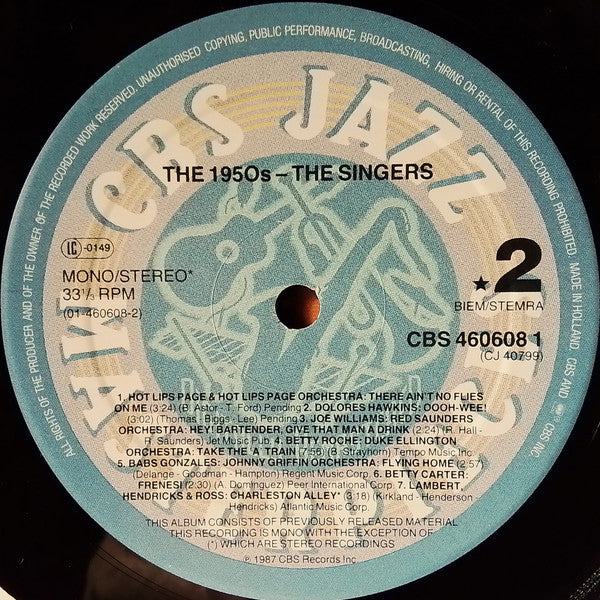 ALL RIGHTS OF THE PRODUCER AND OF THE OWNER OF THE RECORDED WORK RESERVED. UNAUTHORISED COPYING, PUBLIC PERFORMANCE, BROADCASTING, HIRING OR RENTAL OF THIS RECORDING PROHIBITED. MADE IN HOLLAND CBS AND ARE CBS INC.
CBS JAZZ
THE 1950s – THE SINGERS
LC -0149
MONO/STEREO*
33⅓ RPM
(01-460608-2)
★2
BIEM/STEMRA
CBS 460608 1
(CJ 40799)
1. HOT LIPS PAGE & HOT LIPS PAGE ORCHESTRA: THERE AIN'T NO FLIES
ON ME (3:24) (B. Astor - T. Ford) Pending 2. DOLORES HAWKINS: OOOH-WEE!
(3:02) (Thomas - Biggs - Lee) Pending 3. JOE WILLIAMS: RED SAUNDERS
ORCHESTRA: HEY! BARTENDER, GIVE THAT MAN A DRINK (2:24) (R. Hall -
R. Saunders) Jet Music Pub. 4. BETTY ROCHE: DUKE ELLINGTON
ORCHESTRA: TAKE THE 'A' TRAIN (7:56) (B. Strayhorn) Tempo Music Inc.
5. BABS GONZALES: JOHNNY GRIFFIN ORCHESTRA: FLYING HOME (2:57)
(Delange - Goodman - Hampton) Regent Music Corp. 6. BETTY CARTER:
FRENESI* (A. Dominguez) Peer International Corp. 7. LAMBERT,
HENDRICKS & ROSS: CHARLESTON ALLEY* (Kirkland - Henderson -
Hendricks) Atlantic Music Corp.
THIS ALBUM CONSISTS OF PREVIOUSLY RELEASED MATERIAL
THIS RECORDING IS MONO WITH THE EXCEPTION OF
(*) WHICH ARE STEREO RECORDINGS
℗ 1987 CBS Records Inc